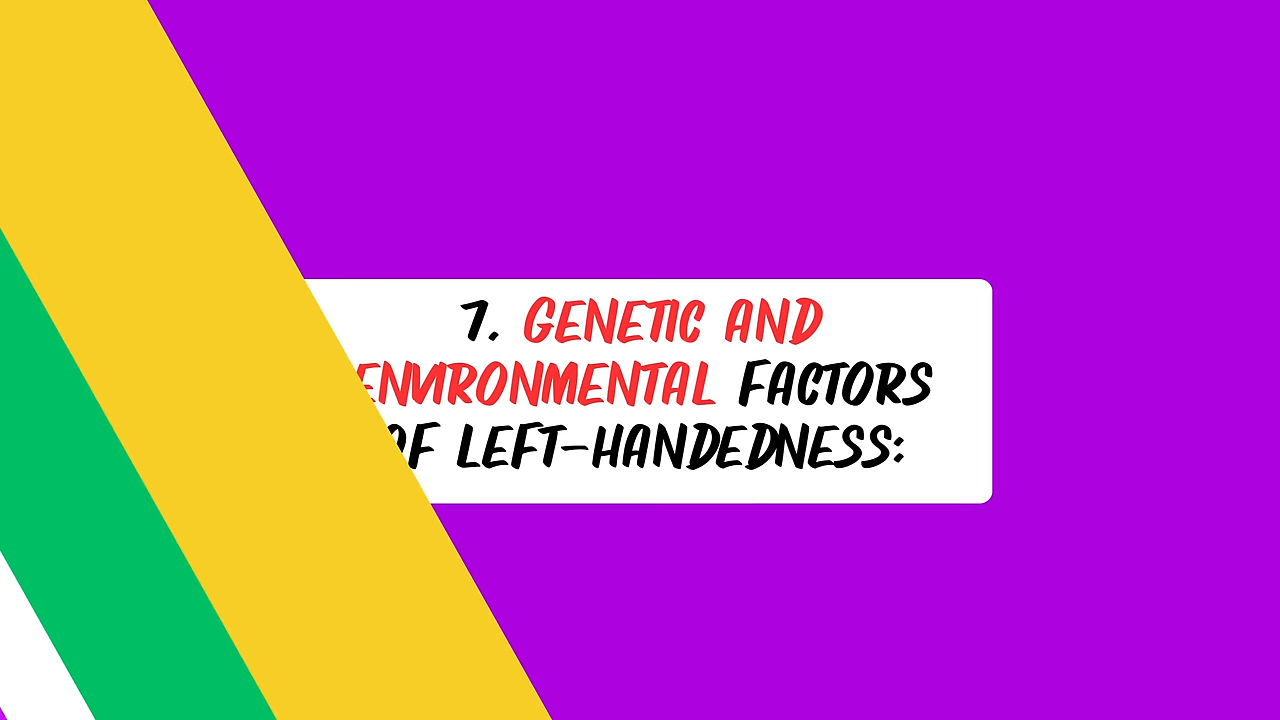 7. GENETIC AND
ENVIRONMENTAL FACTORS
OF LEFT-HANDEDNESS: